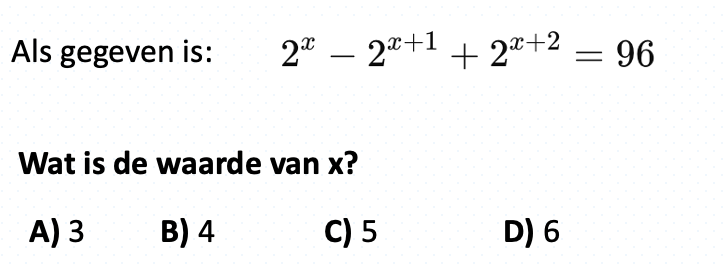 Als gegeven is: 2^x − 2^{x+1} + 2^{x+2} = 96
Wat is de waarde van x?
A) 3 B) 4 C) 5 D) 6